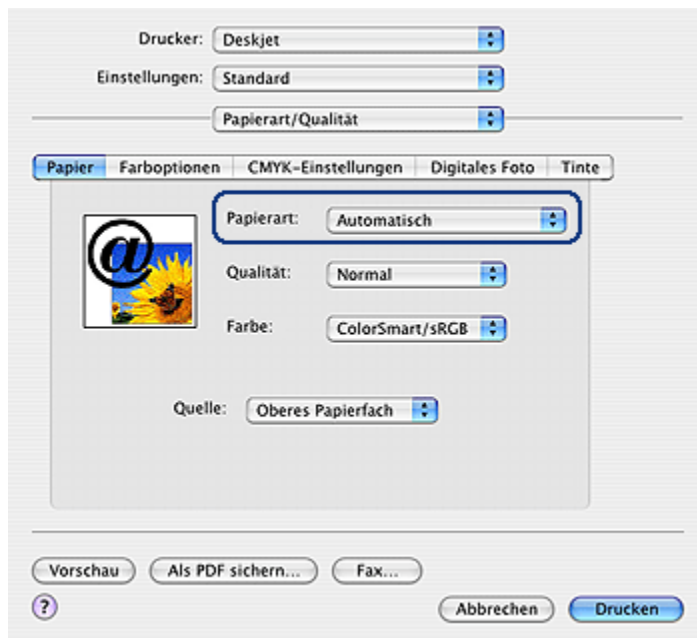 Drucker: Deskjet
Einstellungen: Standard
Papierart/Qualität
Papier Farboptionen CMYK-Einstellungen Digitales Foto Tinte
Papierart: Automatisch
@
Qualität: Normal
Farbe: ColorSmart/sRGB
Quelle: Oberes Papierfach
Vorschau Als PDF sichern... Fax...
? Abbrechen Drucken